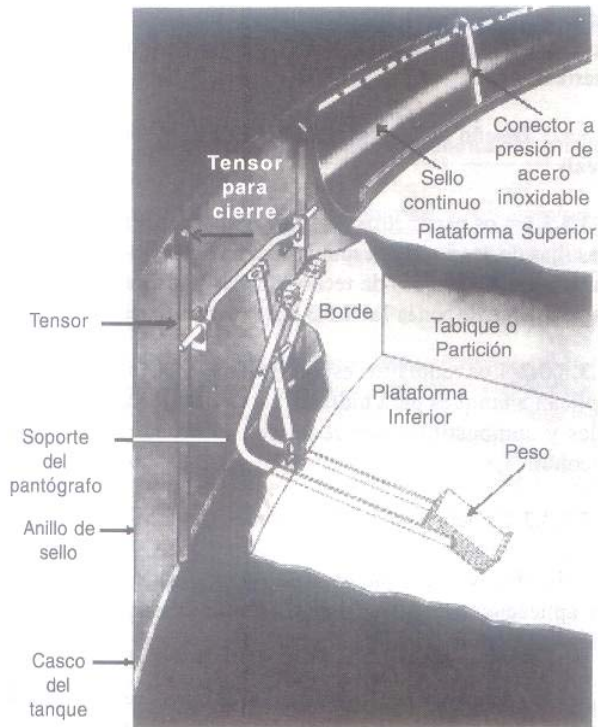 Conector a
presión de
acero
inoxidable
Tensor
para
cierre
Sello
continuo
Plataforma Superior
Tensor
Borde
Tabique o
Partición
Plataforma
Inferior
Soporte
del
pantógrafo
Peso
Anillo de
sello
Casco
del
tanque